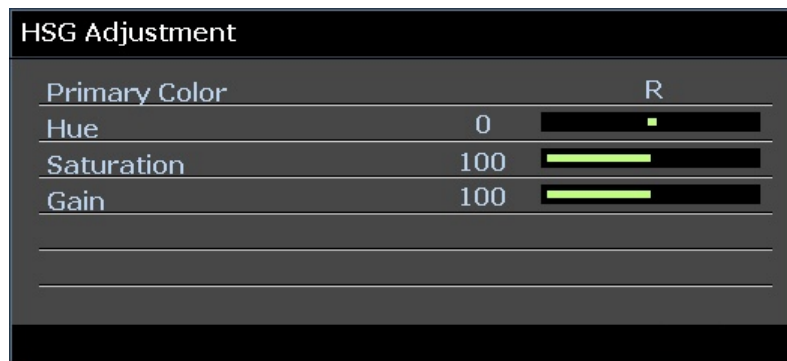 HSG Adjustment
Primary Color R
Hue 0
Saturation 100
Gain 100